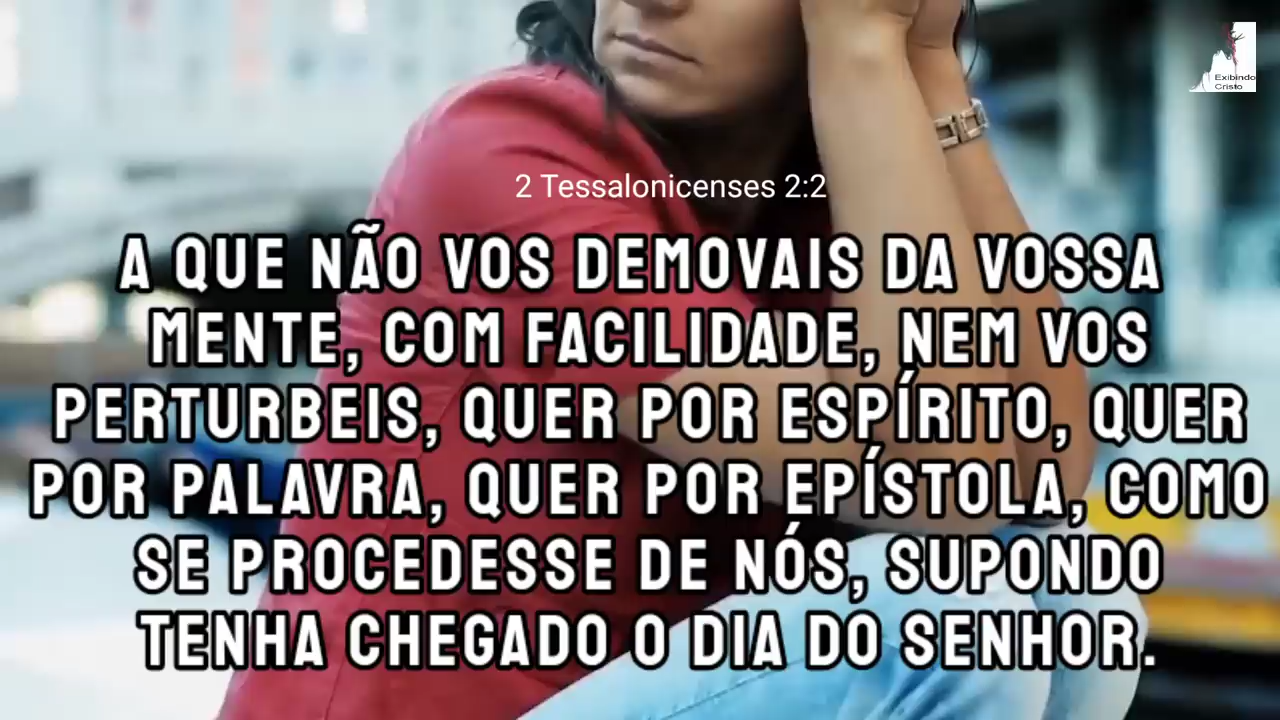 Exibindo
Cristo
2 Tessalonicenses 2:2
A QUE NÃO VOS DEMOVAIS DA VOSSA
MENTE, COM FACILIDADE, NEM VOS
PERTURBEIS, QUER POR ESPÍRITO, QUER
POR PALAVRA, QUER POR EPÍSTOLA, COMO
SE PROCEDESSE DE NÓS, SUPONDO
TENHA CHEGADO O DIA DO SENHOR.